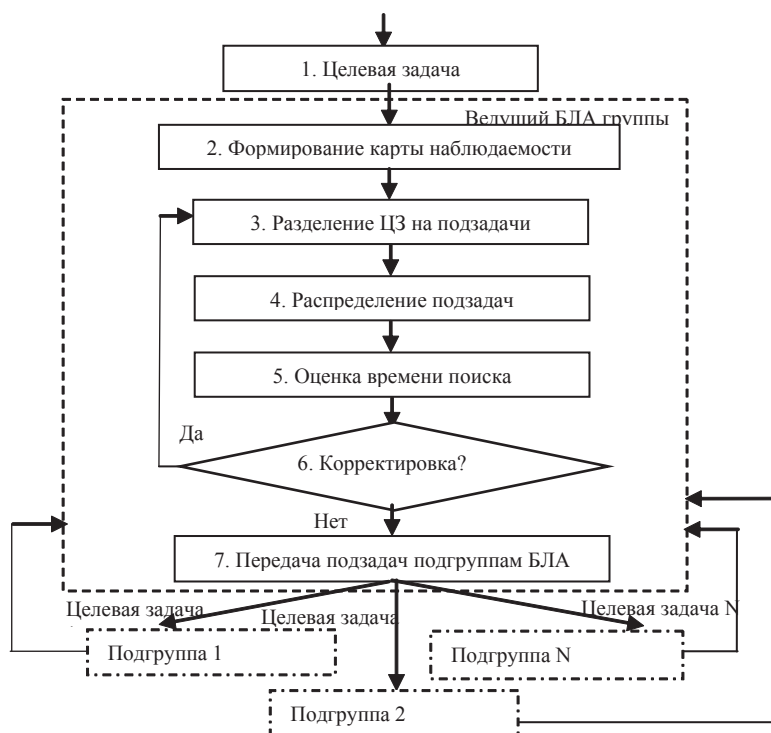 1. Целевая задача
Ведущий БЛА группы
2. Формирование карты наблюдаемости
3. Разделение ЦЗ на подзадачи
4. Распределение подзадач
5. Оценка времени поиска
Да
6. Корректировка?
Нет
7. Передача подзадач подгруппам БЛА
Целевая задача
Целевая задача
Целевая задача N
Подгруппа 1
Подгруппа N
Подгруппа 2